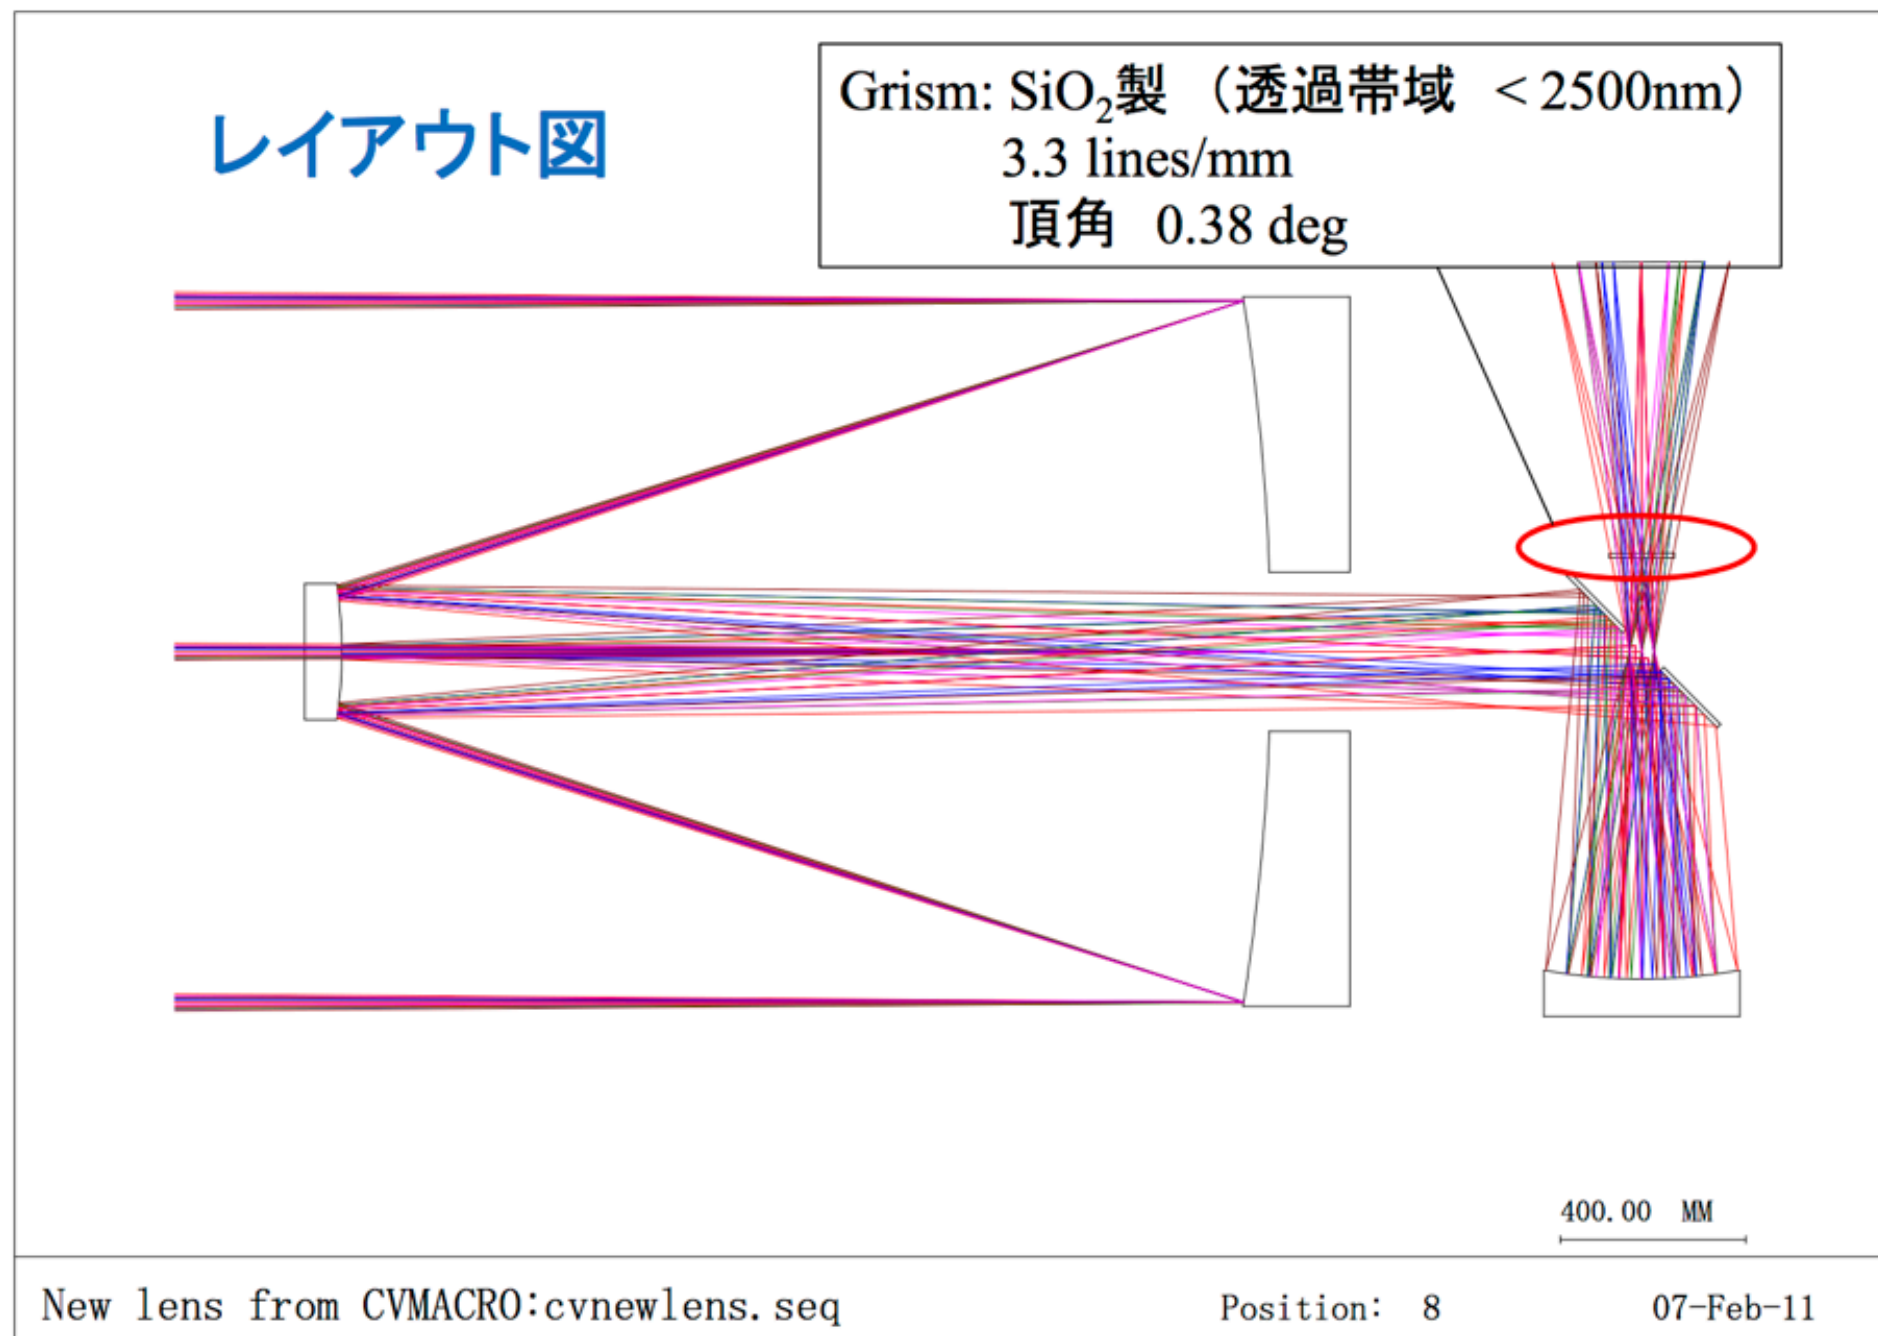 レイアウト図
Grism: SiO₂製 （透過帯域 < 2500nm）
3.3 lines/mm
頂角 0.38 deg
400.00 MM
New lens from CVMACRO:cvnewlens.seq
Position: 8
07-Feb-11